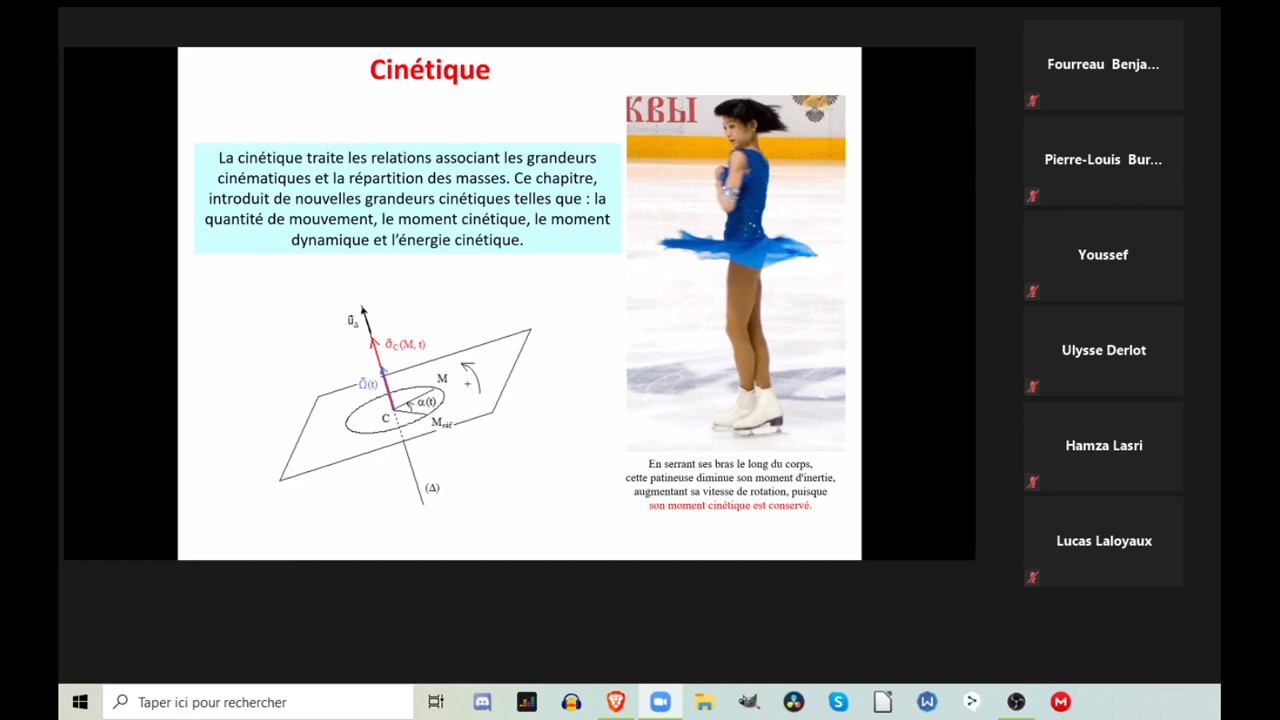 Cinétique
КВЫ
La cinétique traite les relations associant les grandeurs
cinématiques et la répartition des masses. Ce chapitre,
introduit de nouvelles grandeurs cinétiques telles que : la
quantité de mouvement, le moment cinétique, le moment
dynamique et l’énergie cinétique.
u⃗Δ
σ⃗C(M, t)
Ω⃗(t)
M
+
α(t)
C
Mréf
(Δ)
En serrant ses bras le long du corps,
cette patineuse diminue son moment d'inertie,
augmentant sa vitesse de rotation, puisque
son moment cinétique est conservé.
Fourreau Benja...
Pierre-Louis Bur...
Youssef
Ulysse Derlot
Hamza Lasri
Lucas Laloyaux
Taper ici pour rechercher